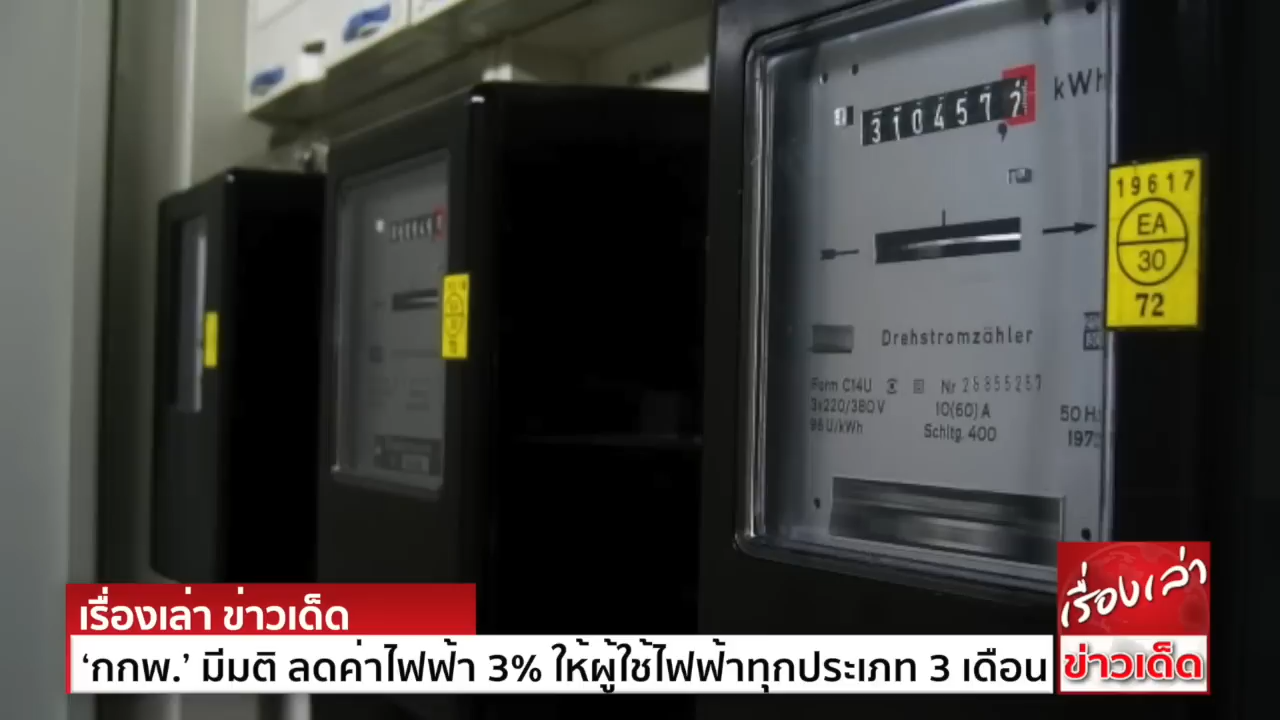 3104577
kWh
19617
EA
30
72
Drehstromzähler
Form C14U
Nr 26855267
3x220/380V
10(60) A
50 Hz
96 U/kWh
Schltg. 400
197
เรื่องเล่า ข่าวเด็ด
‘กกพ.’ มีมติ ลดค่าไฟฟ้า 3% ให้ผู้ใช้ไฟฟ้าทุกประเภท 3 เดือน
เรื่องเล่า
ข่าวเด็ด